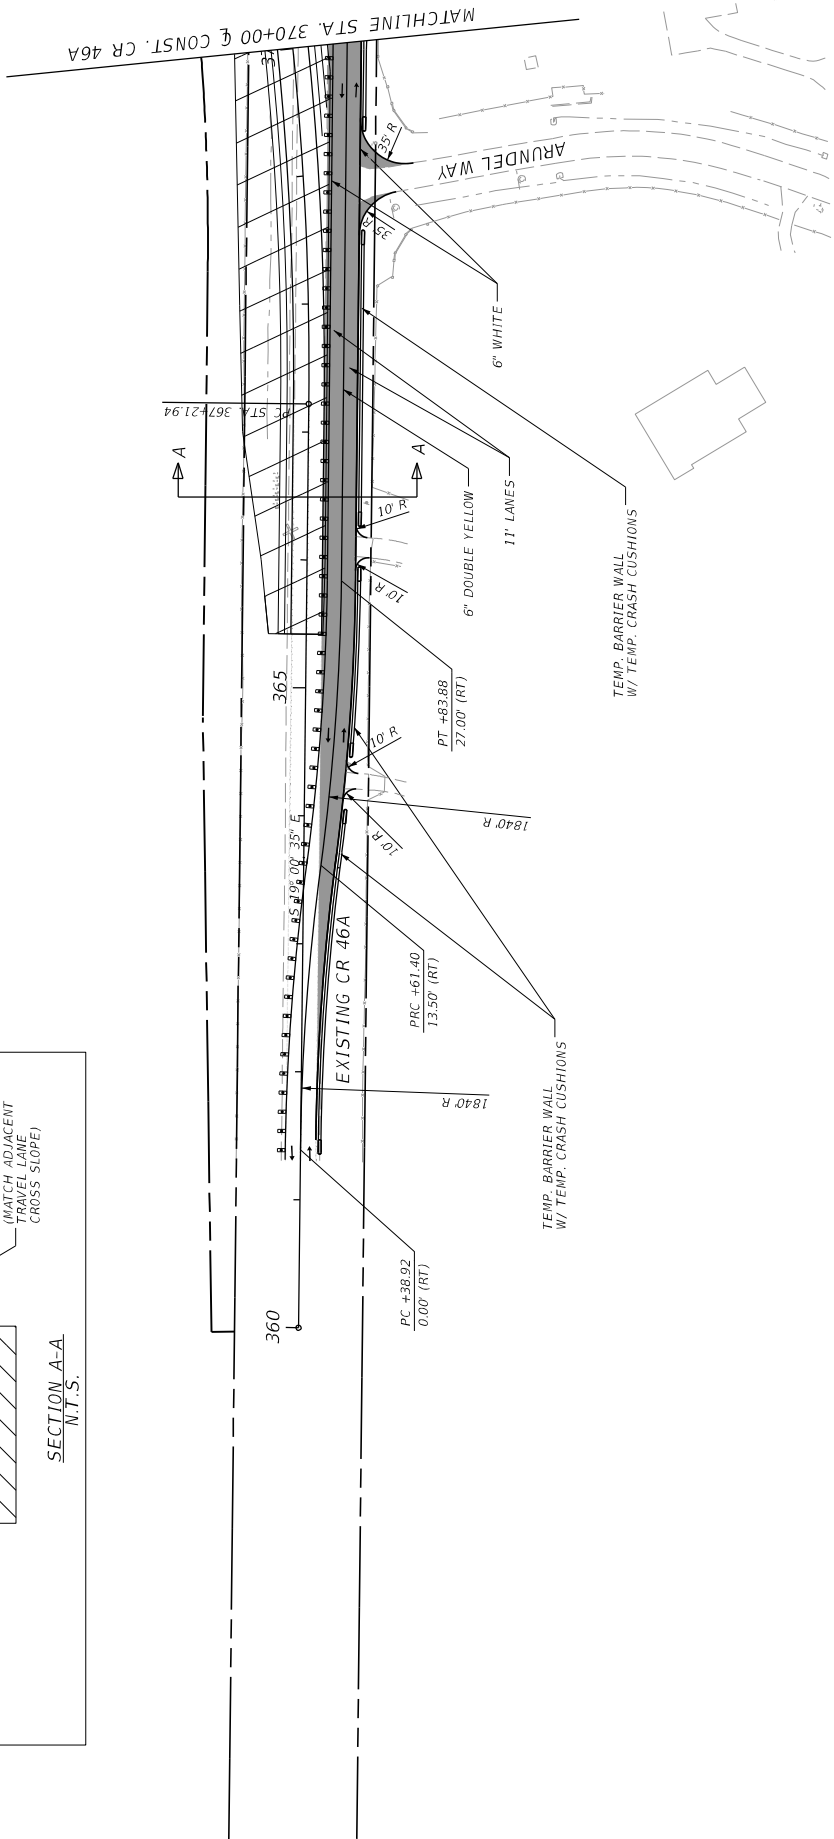 MATCHLINE STA. 370+00 ℄ CONST. CR 46A
35' R
ARUNDEL WAY
35' R
6" WHITE
PC STA. 367+21.94
A
A
10' R
10' R
6" DOUBLE YELLOW
11' LANES
TEMP. BARRIER WALL
W/ TEMP. CRASH CUSHIONS
365
PT +83.88
27.00' (RT)
10' R
10' R
1840' R
S 19° 00' 35" E
EXISTING CR 46A
PRC +61.40
13.50' (RT)
1840' R
TEMP. BARRIER WALL
W/ TEMP. CRASH CUSHIONS
(MATCH ADJACENT
TRAVEL LANE
CROSS SLOPE)
PC +38.92
0.00' (RT)
360
SECTION A-A
N.T.S.